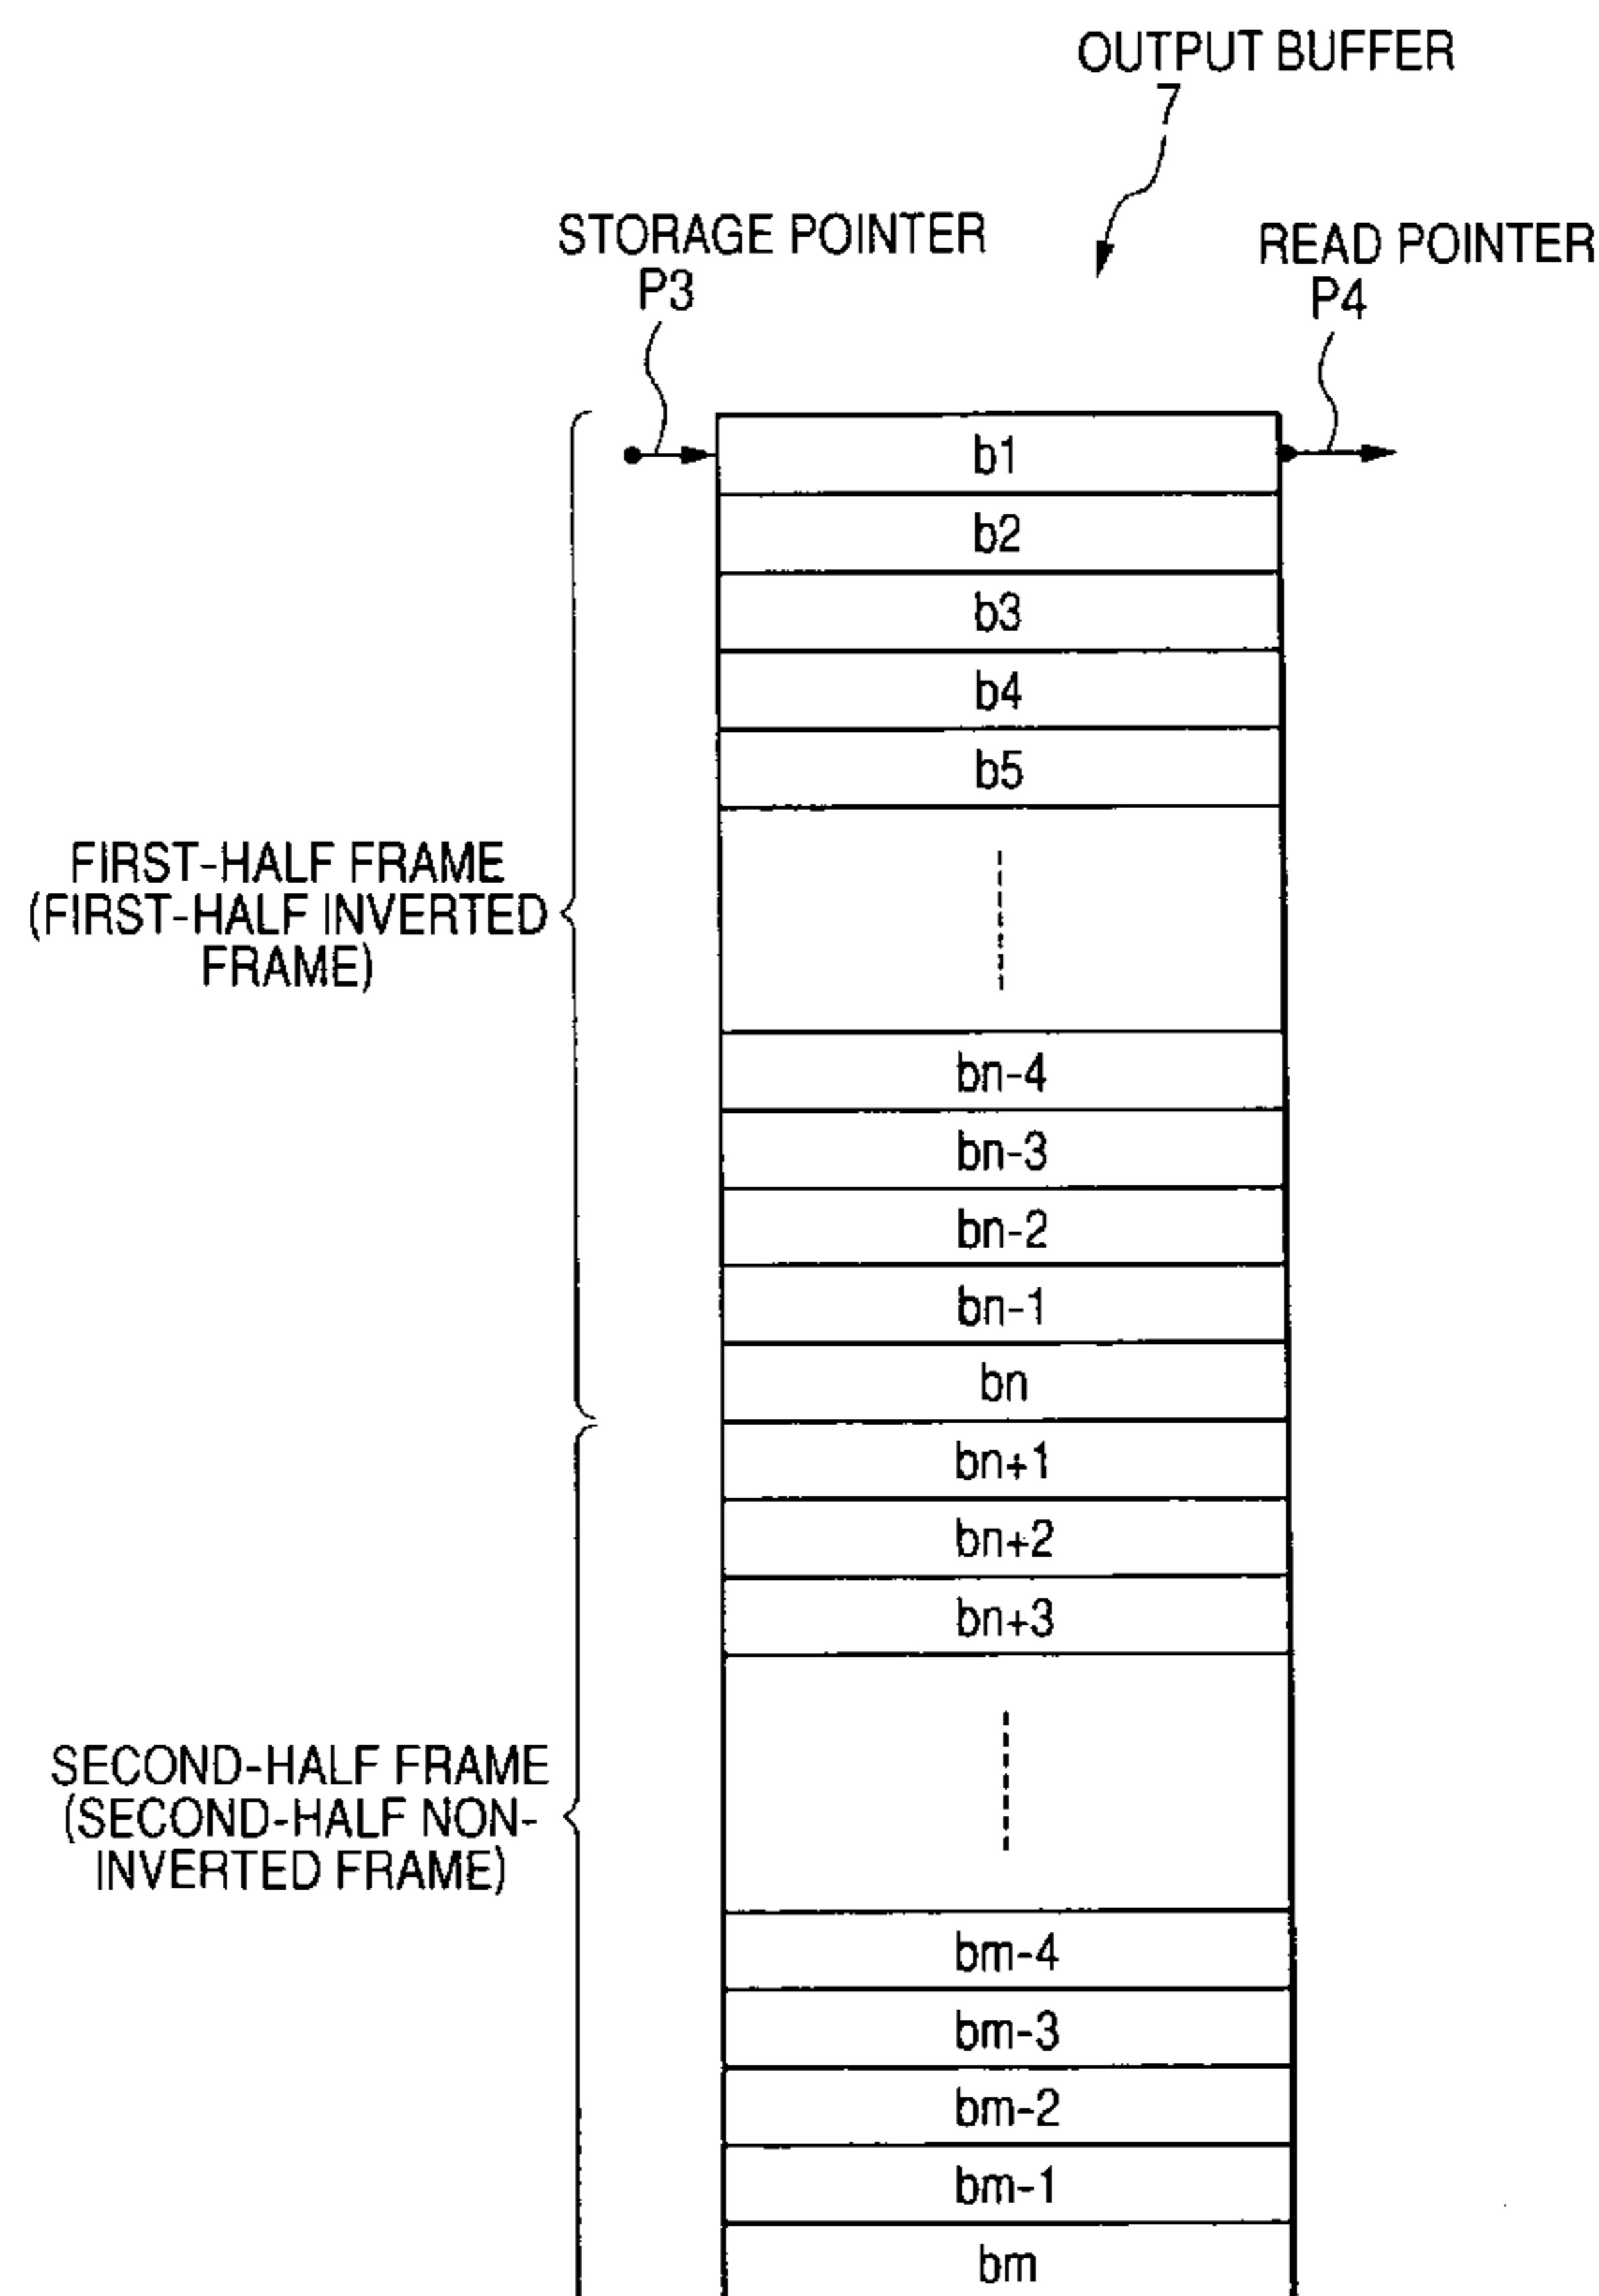 OUTPUT BUFFER
7
STORAGE POINTER
P3
READ POINTER
P4
b1
b2
b3
b4
b5
FIRST-HALF FRAME
(FIRST-HALF INVERTED
FRAME)
bn-4
bn-3
bn-2
bn-1
bn
bn+1
bn+2
bn+3
SECOND-HALF FRAME
(SECOND-HALF NON-
INVERTED FRAME)
bm-4
bm-3
bm-2
bm-1
bm